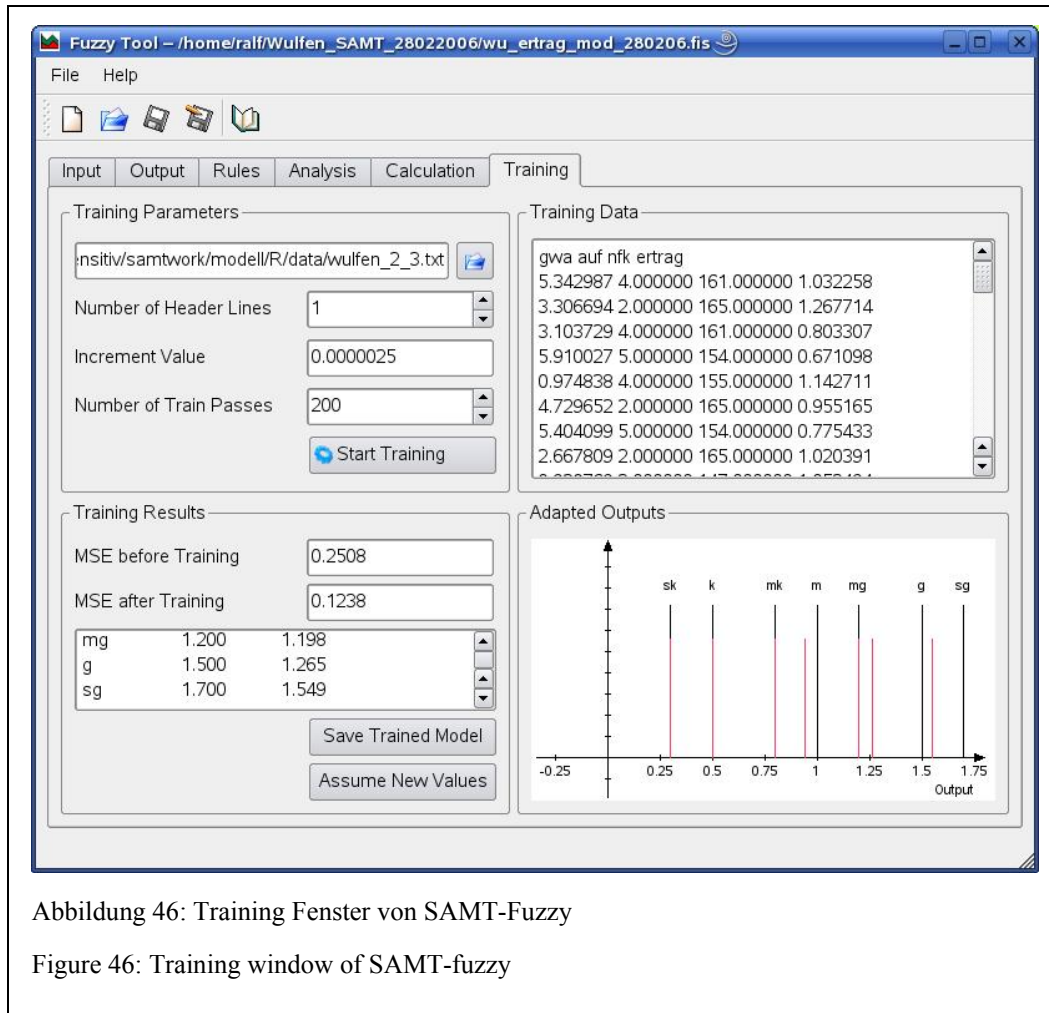 Fuzzy Tool – /home/ralf/Wulfen_SAMT_28022006/wu_ertrag_mod_280206.fis
File Help
Input Output Rules Analysis Calculation Training
Training Parameters
ensitiv/samtwork/modell/R/data/wulfen_2_3.txt
Number of Header Lines 1
Increment Value 0.0000025
Number of Train Passes 200
Start Training
Training Data
gwa auf nfk ertrag
5.342987 4.000000 161.000000 1.032258
3.306694 2.000000 165.000000 1.267714
3.103729 4.000000 161.000000 0.803307
5.910027 5.000000 154.000000 0.671098
0.974838 4.000000 155.000000 1.142711
4.729652 2.000000 165.000000 0.955165
5.404099 5.000000 154.000000 0.775433
2.667809 2.000000 165.000000 1.020391
Training Results
MSE before Training 0.2508
MSE after Training 0.1238
mg 1.200 1.198
g 1.500 1.265
sg 1.700 1.549
Save Trained Model
Assume New Values
Adapted Outputs
sk k mk m mg g sg
-0.25 0.25 0.5 0.75 1 1.25 1.5 1.75
Output
Abbildung 46: Training Fenster von SAMT-Fuzzy
Figure 46: Training window of SAMT-fuzzy